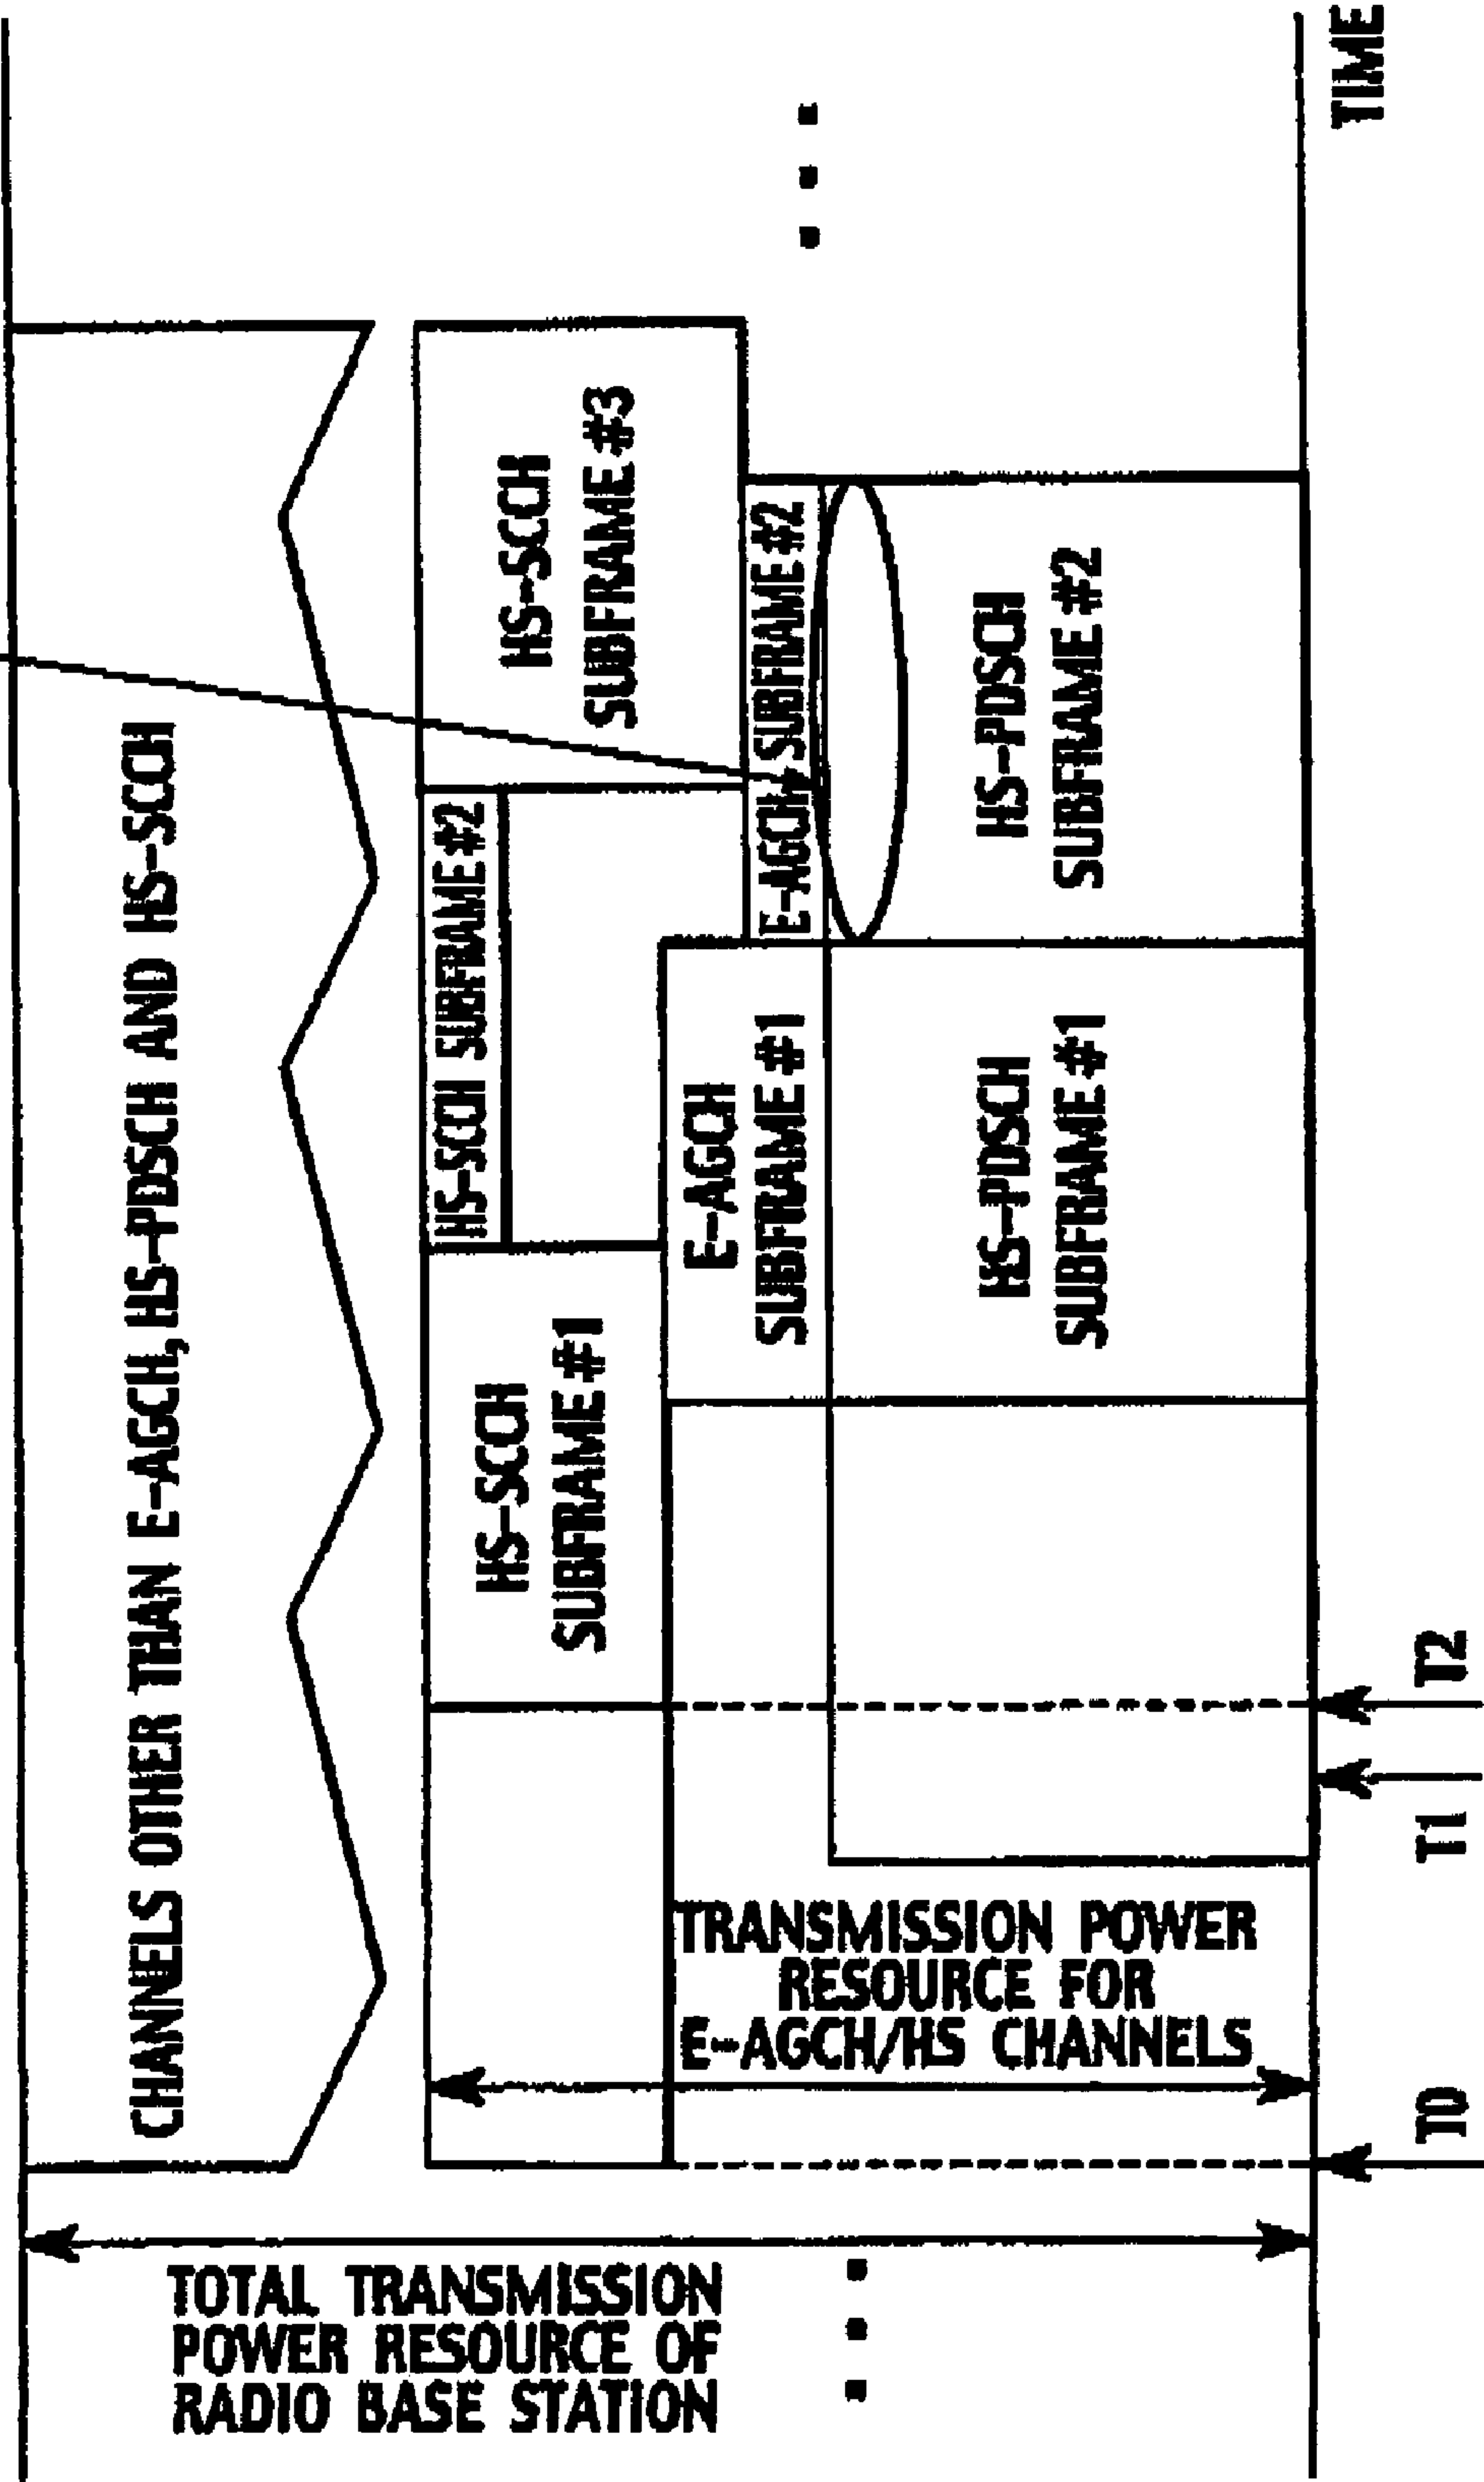 CHANNELS OTHER THAN E-AGCH, HS-PDSCH AND HS-SCCH
TOTAL TRANSMISSION
POWER RESOURCE OF
RADIO BASE STATION
TRANSMISSION POWER
RESOURCE FOR
E-AGCH/HS CHANNELS
HS-SCCH
SUBFRAME #1
HS-SCCH SUBFRAME #2
HS-SCCH
SUBFRAME #3
E-AGCH
SUBFRAME #1
E-AGCH SUBFRAME #2
HS-PDSCH
SUBFRAME #1
HS-PDSCH
SUBFRAME #2
T0
T1
T2
TIME